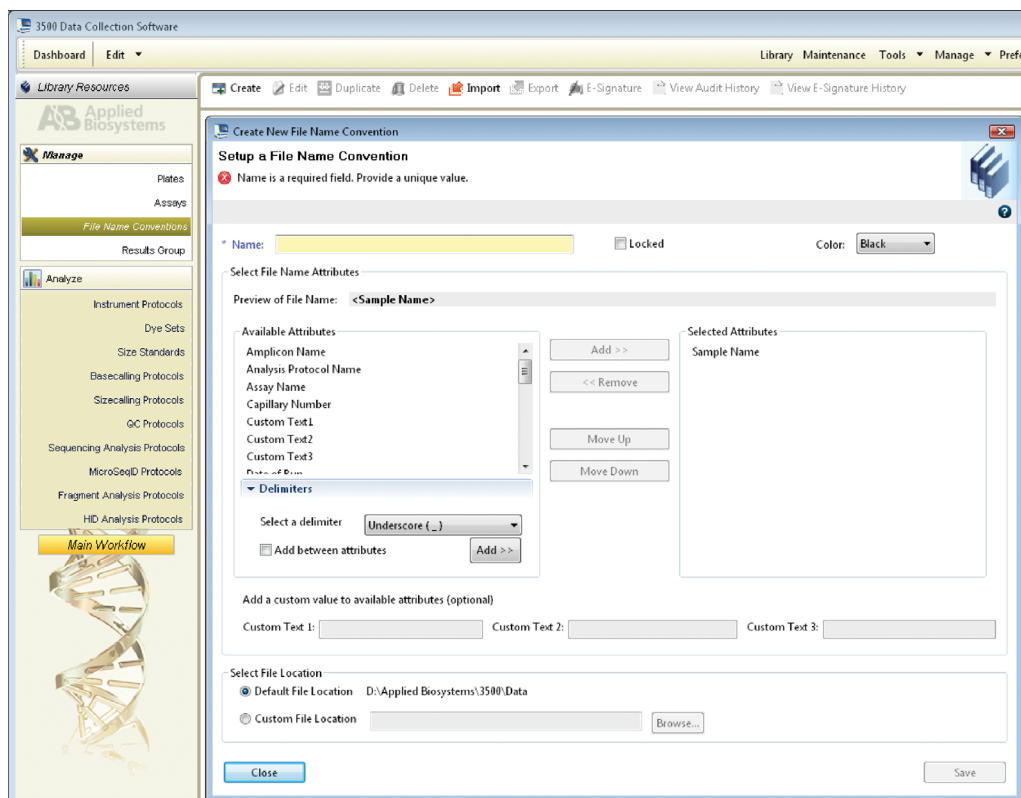 3500 Data Collection Software
Dashboard Edit Library Maintenance Tools Manage Prefe
Library Resources
Create Edit Duplicate Delete Import Export E-Signature View Audit History View E-Signature History
AB Applied Biosystems
Manage
Plates
Assays
File Name Conventions
Results Group
Analyze
Instrument Protocols
Dye Sets
Size Standards
Basecalling Protocols
Sizecalling Protocols
QC Protocols
Sequencing Analysis Protocols
MicroSeqID Protocols
Fragment Analysis Protocols
HID Analysis Protocols
Main Workflow
Create New File Name Convention
Setup a File Name Convention
Name is a required field. Provide a unique value.
* Name: Locked Color: Black
Select File Name Attributes
Preview of File Name: <Sample Name>
Available Attributes
Amplicon Name
Analysis Protocol Name
Assay Name
Capillary Number
Custom Text1
Custom Text2
Custom Text3
Date of Run
Add >>
<< Remove
Move Up
Move Down
Selected Attributes
Sample Name
Delimiters
Select a delimiter Underscore ( _ )
Add between attributes Add >>
Add a custom value to available attributes (optional)
Custom Text 1: Custom Text 2: Custom Text 3:
Select File Location
Default File Location D:\Applied Biosystems\3500\Data
Custom File Location Browse...
Close Save